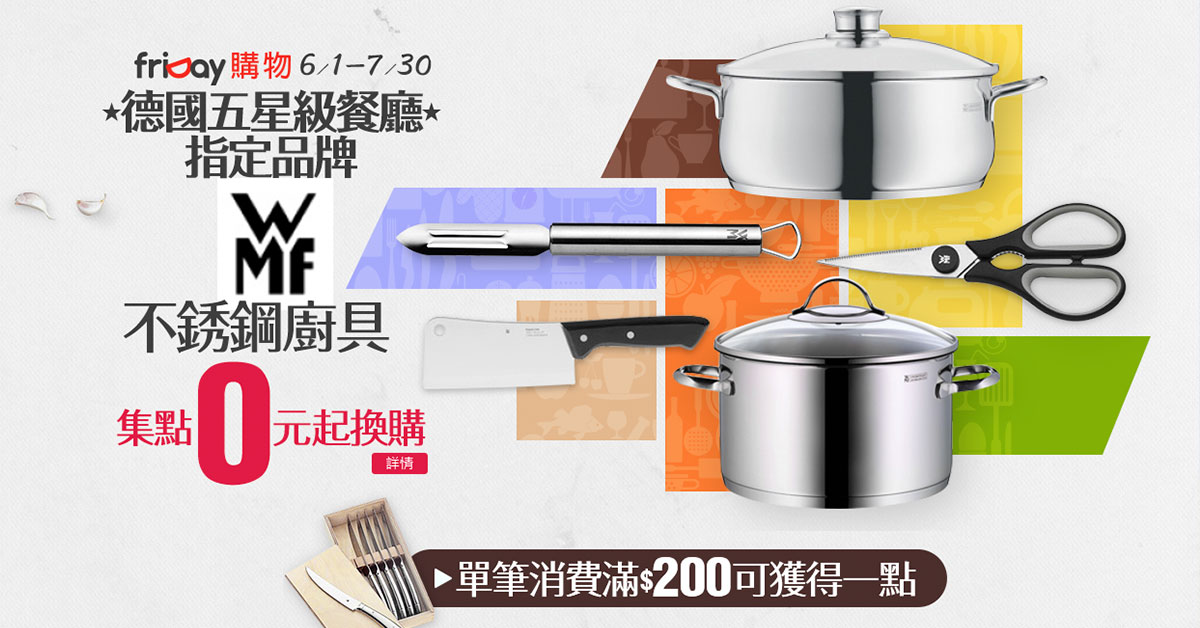 friday購物 6/1-7/30
★德國五星級餐廳★
指定品牌
WMF
不銹鋼廚具
集點0元起換購
詳情
▶單筆消費滿$200可獲得一點